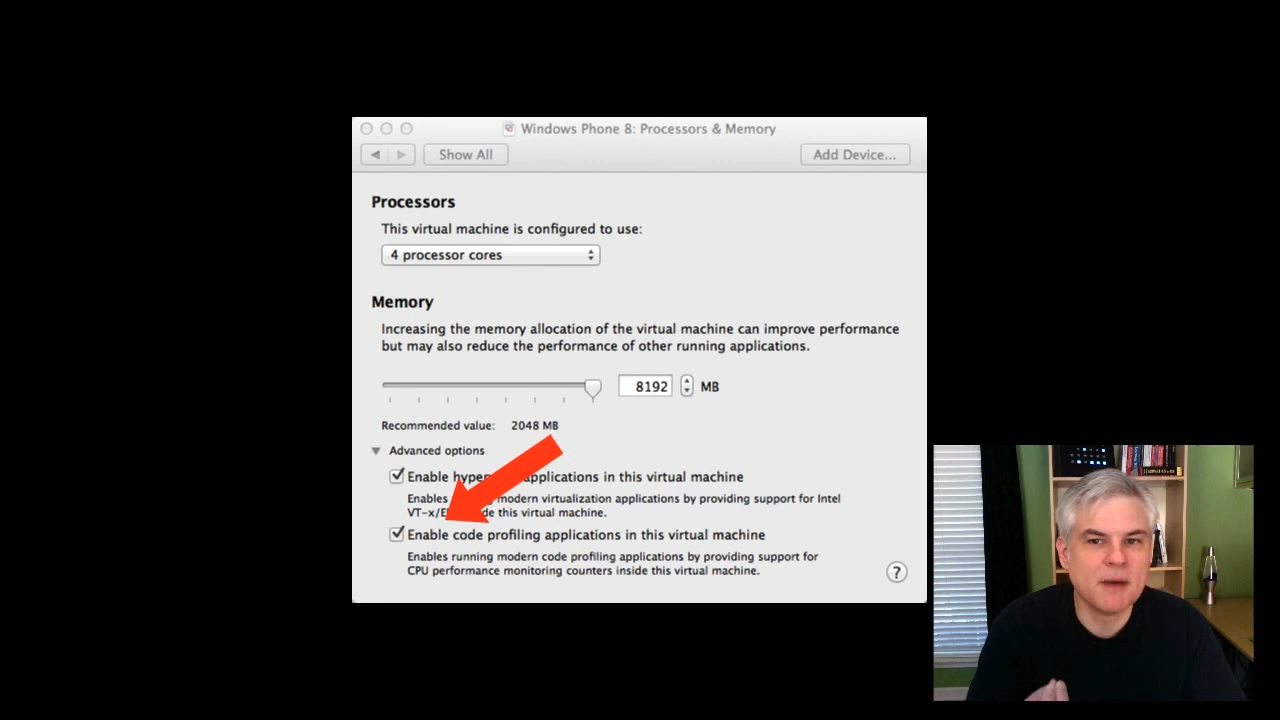 Windows Phone 8: Processors & Memory
Show All
Add Device...
Processors
This virtual machine is configured to use:
4 processor cores
Memory
Increasing the memory allocation of the virtual machine can improve performance
but may also reduce the performance of other running applications.
8192 MB
Recommended value: 2048 MB
Advanced options
Enable applications in this virtual machine
Enables modern virtualization applications by providing support for Intel
this virtual machine.
Enable code profiling applications in this virtual machine
Enables running modern code profiling applications by providing support for
CPU performance monitoring counters inside this virtual machine.
?